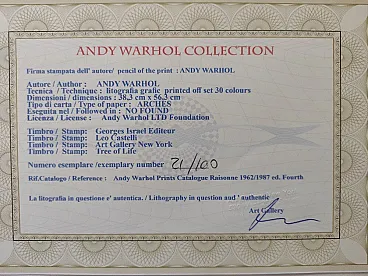 ANDY WARHOL COLLECTION
Firma stampata dell' autore/ pencil of the print : ANDY WARHOL
Autore / Author : ANDY WARHOL
Tecnica / Technique : litografia grafic printed off set 30 colours
Dimensioni / dimensions : 38,3 cm x 56,3 cm
Tipo di carta / Type of paper : ARCHES
Eseguita nel / Followed in : NO FOUND
Licenza / License : Andy Warhol LTD Foundation
Timbro / Stamp: Georges Israel Editeur
Timbro / Stamp: Leo Castelli
Timbro / Stamp: Art Gallery New York
Timbro / Stamp: Tree of Life
Numero esemplare /exemplary number 21/100
Rif.Catalogo / Reference : Andy Warhol Prints Catalogue Raisonne 1962/1987 ed. Fourth
La litografia in questione e' autentica. / Lithography in question and ' authentic
Art Gallery